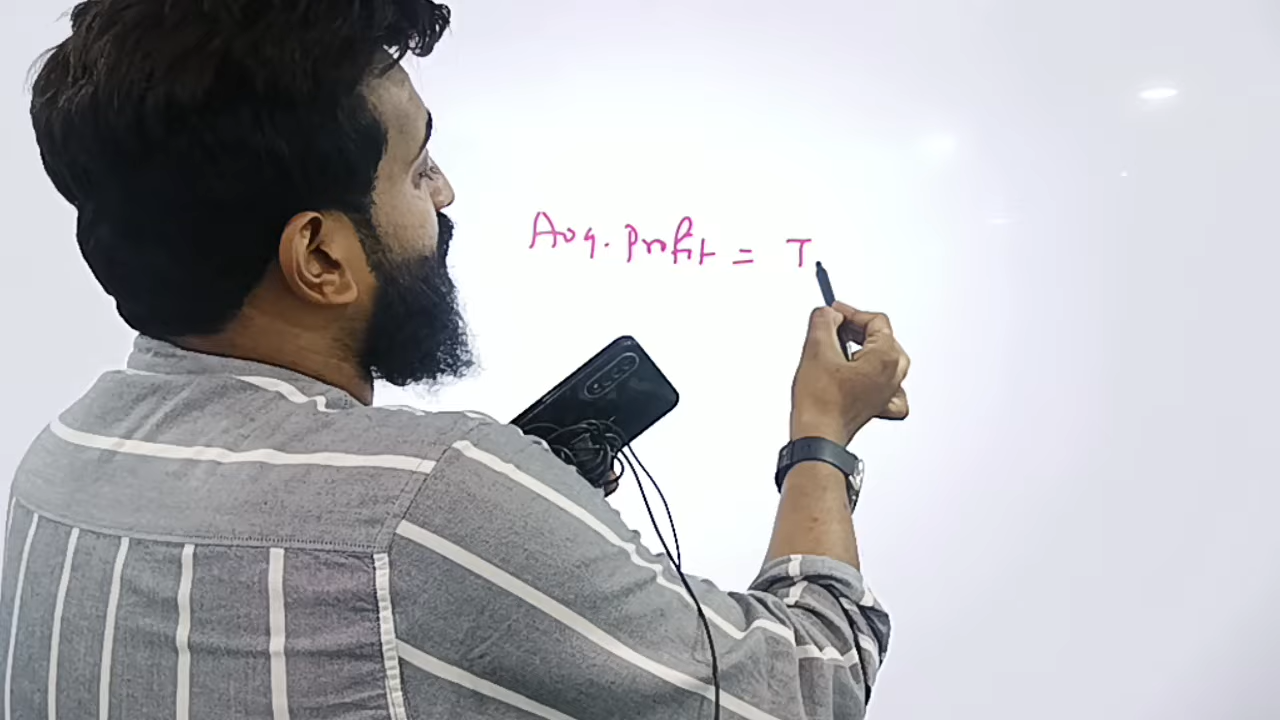 Avg. Profit = T